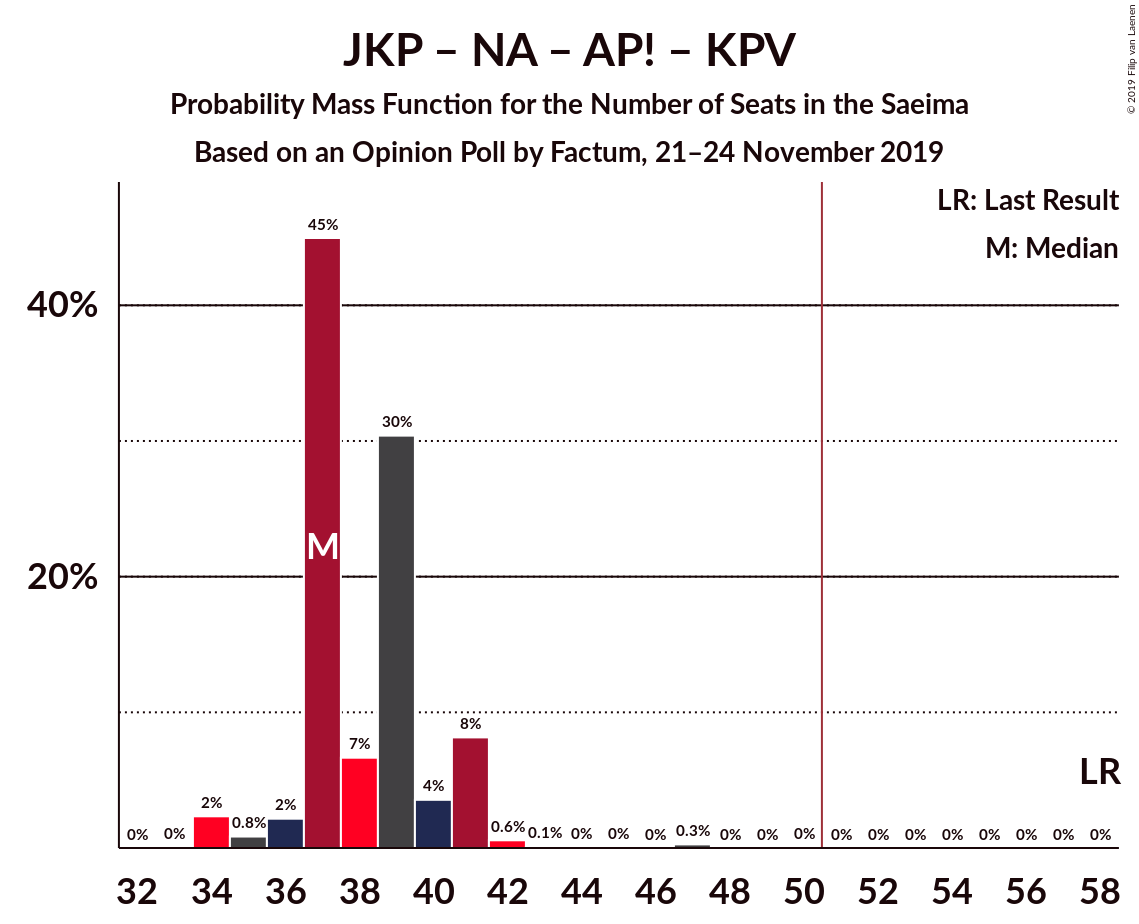 JKP – NA – AP! – KPV
Probability Mass Function for the Number of Seats in the Saeima
Based on an Opinion Poll by Factum, 21–24 November 2019
© 2019 Filip van Laenen
LR: Last Result
M: Median
40%
20%
0% 0% 2% 0.8% 2% 45% 7% 30% 4% 8% 0.6% 0.1% 0% 0% 0% 0.3% 0% 0% 0% 0% 0% 0% 0% 0% 0% 0% 0%
M
LR
32 34 36 38 40 42 44 46 48 50 52 54 56 58